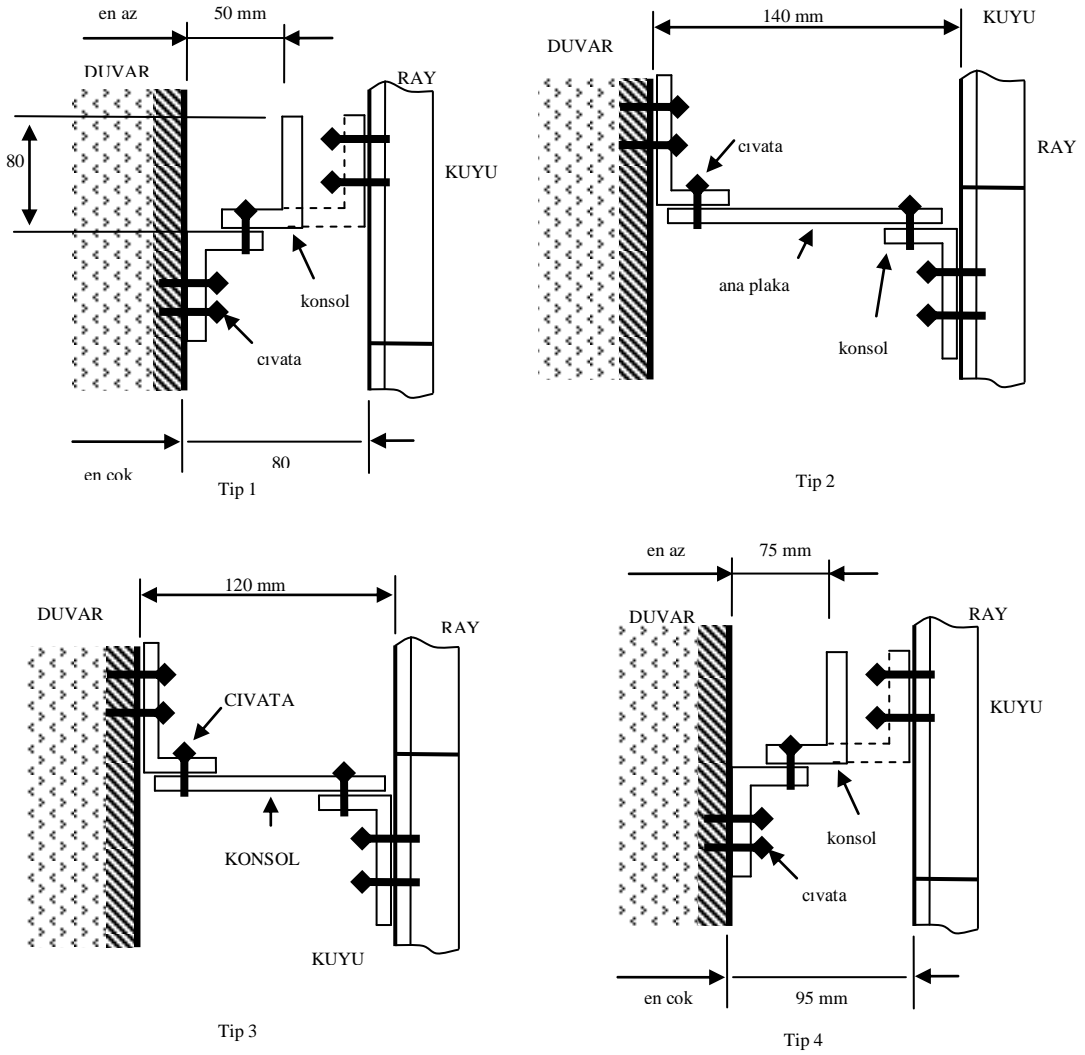 en az
50 mm
DUVAR
RAY
80
KUYU
konsol
cıvata
en cok
80
Tip 1
140 mm
KUYU
DUVAR
cıvata
RAY
ana plaka
konsol
Tip 2
120 mm
DUVAR
RAY
CIVATA
KONSOL
KUYU
Tip 3
en az
75 mm
DUVAR
RAY
KUYU
konsol
cıvata
en cok
95 mm
Tip 4